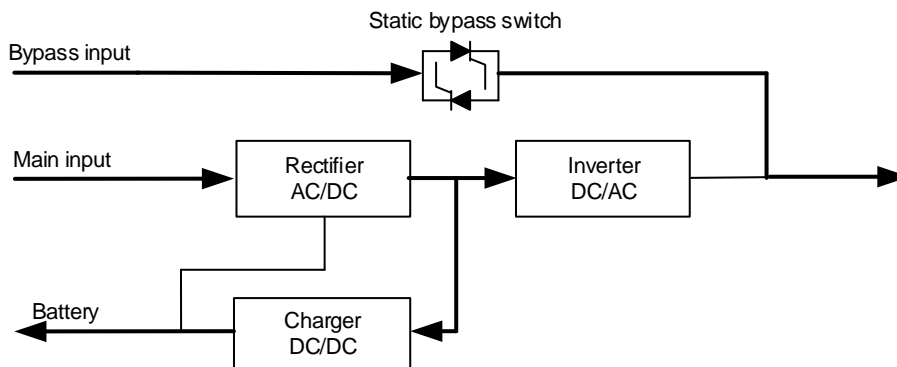 Static bypass switch
Bypass input
Main input
Rectifier
AC/DC
Inverter
DC/AC
Battery
Charger
DC/DC